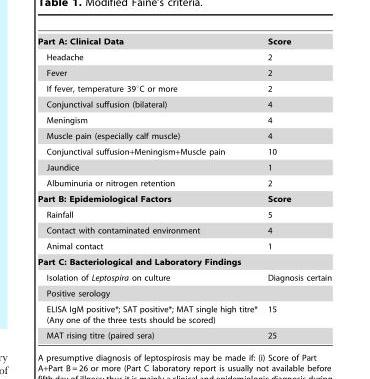 Table 1. Modified Faine's criteria.
Part A: Clinical Data Score
Headache 2
Fever 2
If fever, temperature 39°C or more 2
Conjunctival suffusion (bilateral) 4
Meningism 4
Muscle pain (especially calf muscle) 4
Conjunctival suffusion+Meningism+Muscle pain 10
Jaundice 1
Albuminuria or nitrogen retention 2
Part B: Epidemiological Factors Score
Rainfall 5
Contact with contaminated environment 4
Animal contact 1
Part C: Bacteriological and Laboratory Findings
Isolation of Leptospira on culture Diagnosis certain
Positive serology
ELISA IgM positive*; SAT positive*; MAT single high titre* 15
(Any one of the three tests should be scored)
MAT rising titre (paired sera) 25
A presumptive diagnosis of leptospirosis may be made if: (i) Score of Part
A+Part B = 26 or more (Part C laboratory report is usually not available before
fifth day of illness; thus it is mainly a clinical and epidemiologic diagnosis during
ry
of